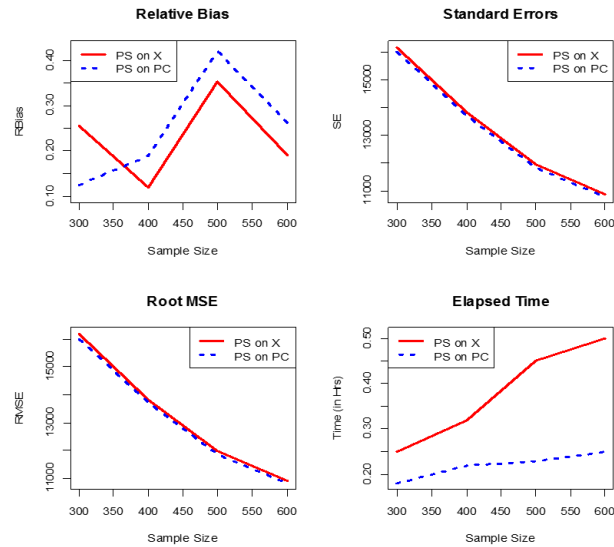 Relative Bias
RBias
0.10
0.20
0.30
0.40
PS on X
PS on PC
300 350 400 450 500 550 600
Sample Size
Standard Errors
SE
11000
13000
15000
PS on X
PS on PC
300 350 400 450 500 550 600
Sample Size
Root MSE
RMSE
11000
13000
15000
PS on X
PS on PC
300 350 400 450 500 550 600
Sample Size
Elapsed Time
Time (in Hrs)
0.20
0.30
0.40
0.50
PS on X
PS on PC
300 350 400 450 500 550 600
Sample Size